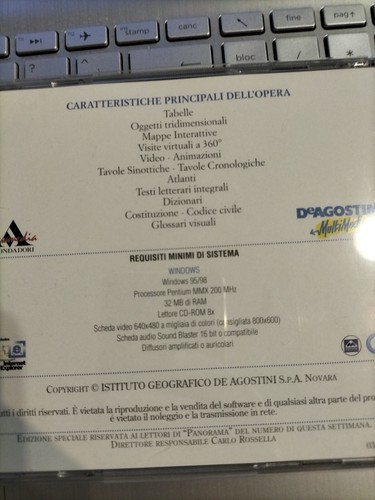 stamp
canc
fine
pag↑
?
^
bloc
/
*
CARATTERISTICHE PRINCIPALI DELL'OPERA
Tabelle
Oggetti tridimensionali
Mappe Interattive
Visite virtuali a 360°
Video - Animazioni
Tavole Sinottiche - Tavole Cronologiche
Atlanti
Testi letterari integrali
Dizionari
Costituzione - Codice civile
Glossari visuali
DEAGOSTIN
MultiMed
ONDADORI
REQUISITI MINIMI DI SISTEMA
WINDOWS
Windows 95/98
Processore Pentium MMX 200 MHz
32 MB di RAM
Lettore CD-ROM 8x
Scheda video 640x480 a migliaia di colori (consigliata 800x600)
Scheda audio Sound Blaster 16 bit o compatibile
Diffusori amplificati o auricolari
Internet
Explorer
COPYRIGHT © ISTITUTO GEOGRAFICO DE AGOSTINI S.P.A. NOVARA
tti i diritti riservati. È vietata la riproduzione e la vendita del software e di qualsiasi altra parte del pro
è vietato il noleggio e la trasmissione in rete.
EDIZIONE SPECIALE RISERVATA AI LETTORI DI "PANORAMA" DEL NUMERO DI QUESTA SETTIMANA.
DIRETTORE RESPONSABILE CARLO ROSSELLA